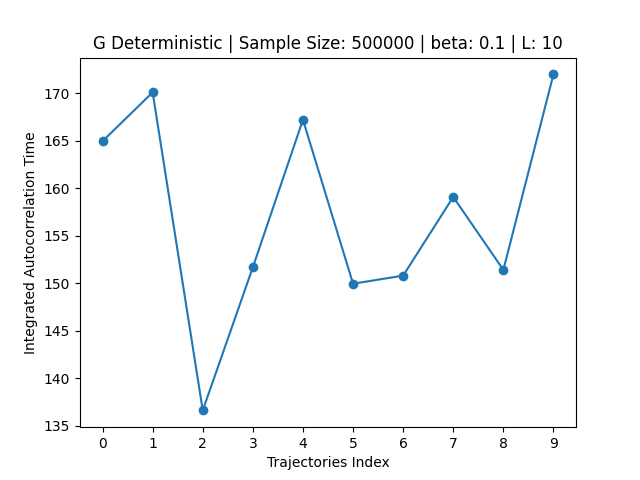 G Deterministic | Sample Size: 500000 | beta: 0.1 | L: 10
Integrated Autocorrelation Time
170
165
160
155
150
145
140
135
0 1 2 3 4 5 6 7 8 9
Trajectories Index